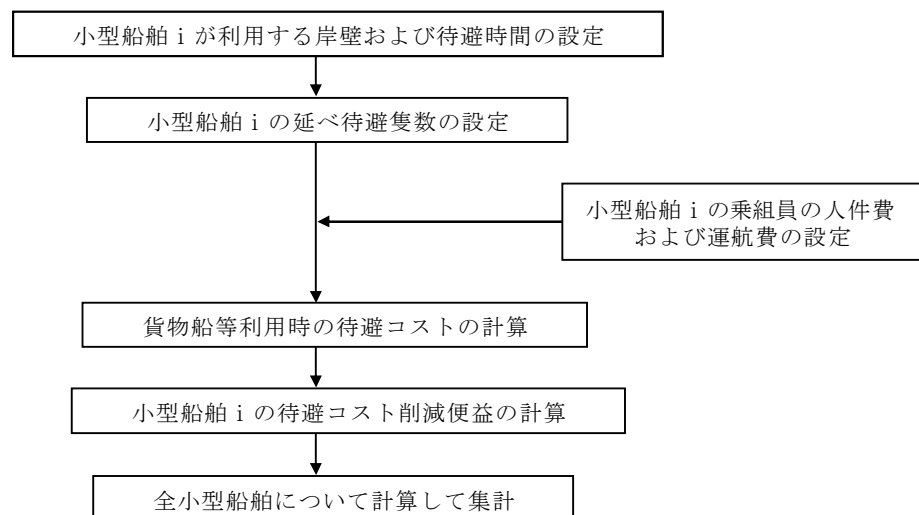 小型船舶ｉが利用する岸壁および待避時間の設定
小型船舶ｉの延べ待避隻数の設定
小型船舶ｉの乗組員の人件費
および運航費の設定
貨物船等利用時の待避コストの計算
小型船舶ｉの待避コスト削減便益の計算
全小型船舶について計算して集計